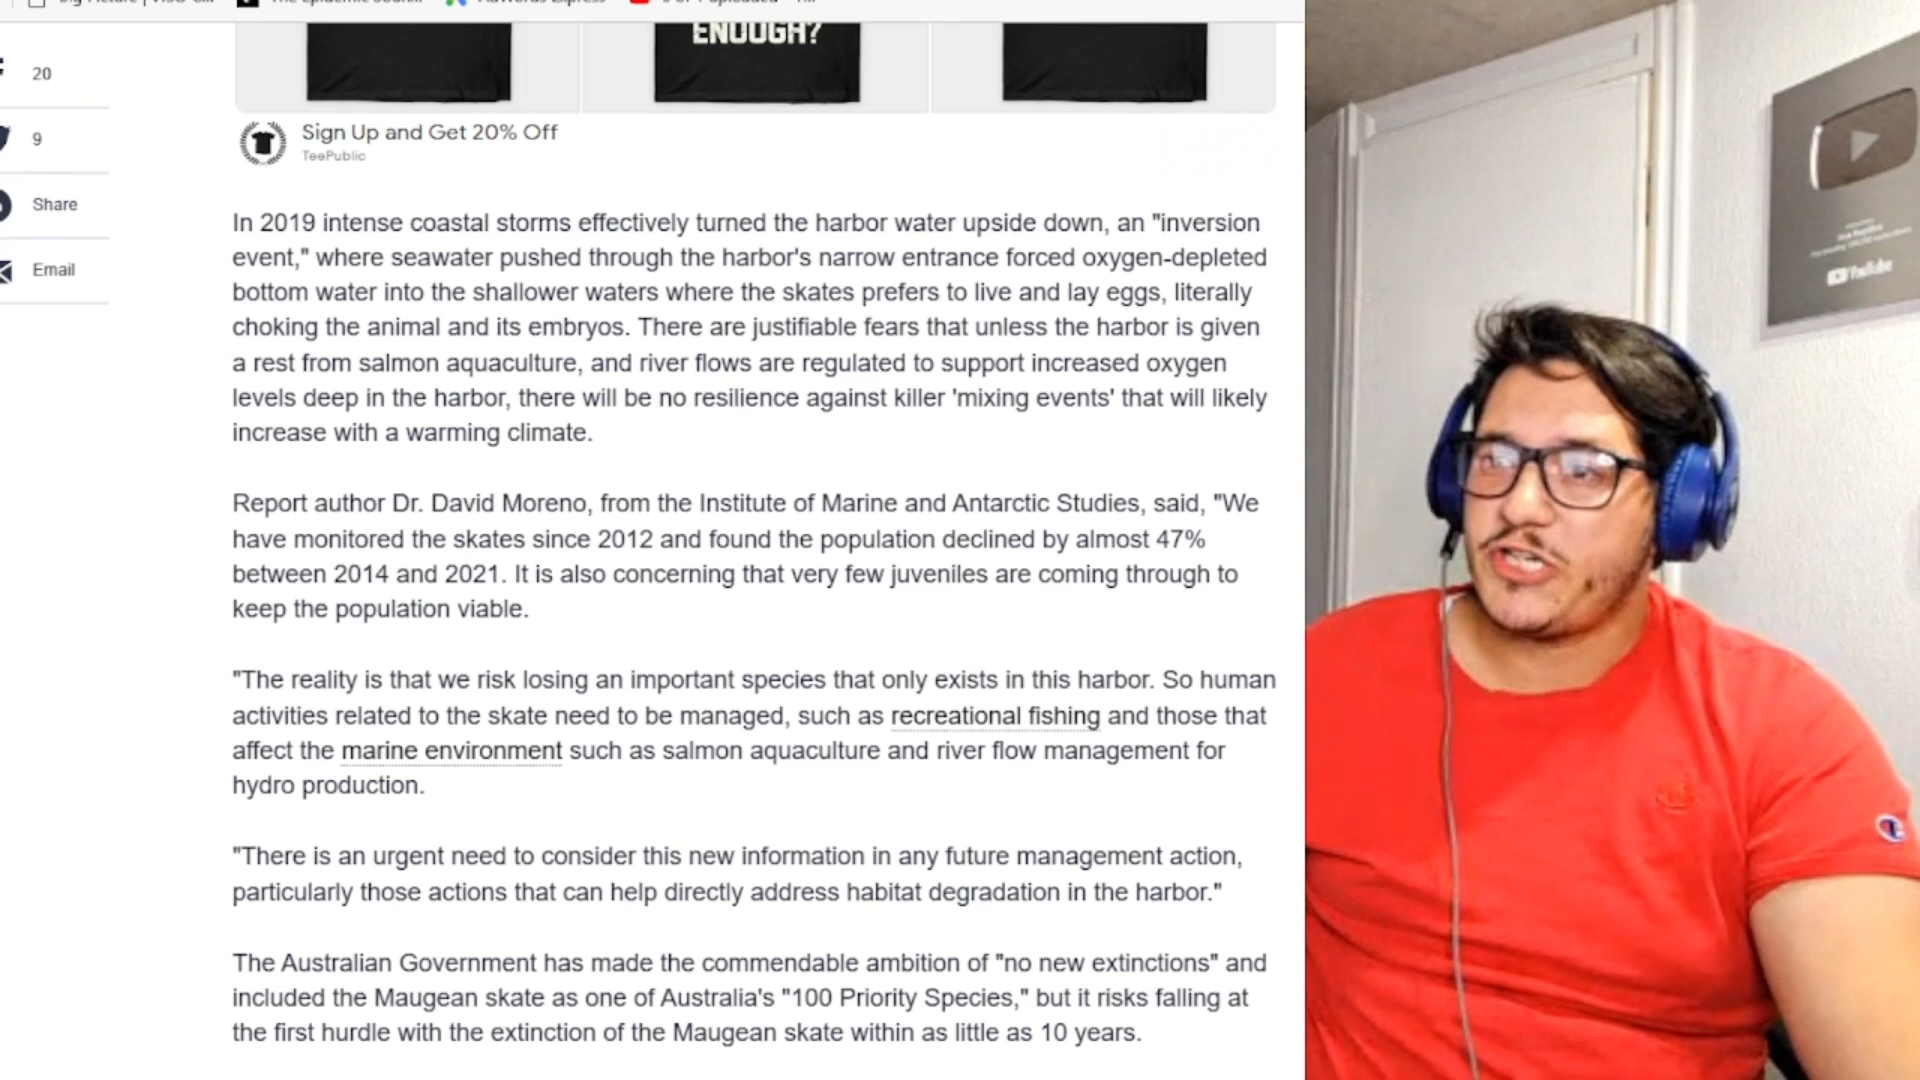 ENOUGH?
20
Sign Up and Get 20% Off
TeePublic
9
Share
Email
In 2019 intense coastal storms effectively turned the harbor water upside down, an "inversion
event," where seawater pushed through the harbor's narrow entrance forced oxygen-depleted
bottom water into the shallower waters where the skates prefers to live and lay eggs, literally
choking the animal and its embryos. There are justifiable fears that unless the harbor is given
a rest from salmon aquaculture, and river flows are regulated to support increased oxygen
levels deep in the harbor, there will be no resilience against killer 'mixing events' that will likely
increase with a warming climate.
Report author Dr. David Moreno, from the Institute of Marine and Antarctic Studies, said, "We
have monitored the skates since 2012 and found the population declined by almost 47%
between 2014 and 2021. It is also concerning that very few juveniles are coming through to
keep the population viable.
"The reality is that we risk losing an important species that only exists in this harbor. So human
activities related to the skate need to be managed, such as recreational fishing and those that
affect the marine environment such as salmon aquaculture and river flow management for
hydro production.
"There is an urgent need to consider this new information in any future management action,
particularly those actions that can help directly address habitat degradation in the harbor."
The Australian Government has made the commendable ambition of "no new extinctions" and
included the Maugean skate as one of Australia's "100 Priority Species," but it risks falling at
the first hurdle with the extinction of the Maugean skate within as little as 10 years.
YouTube